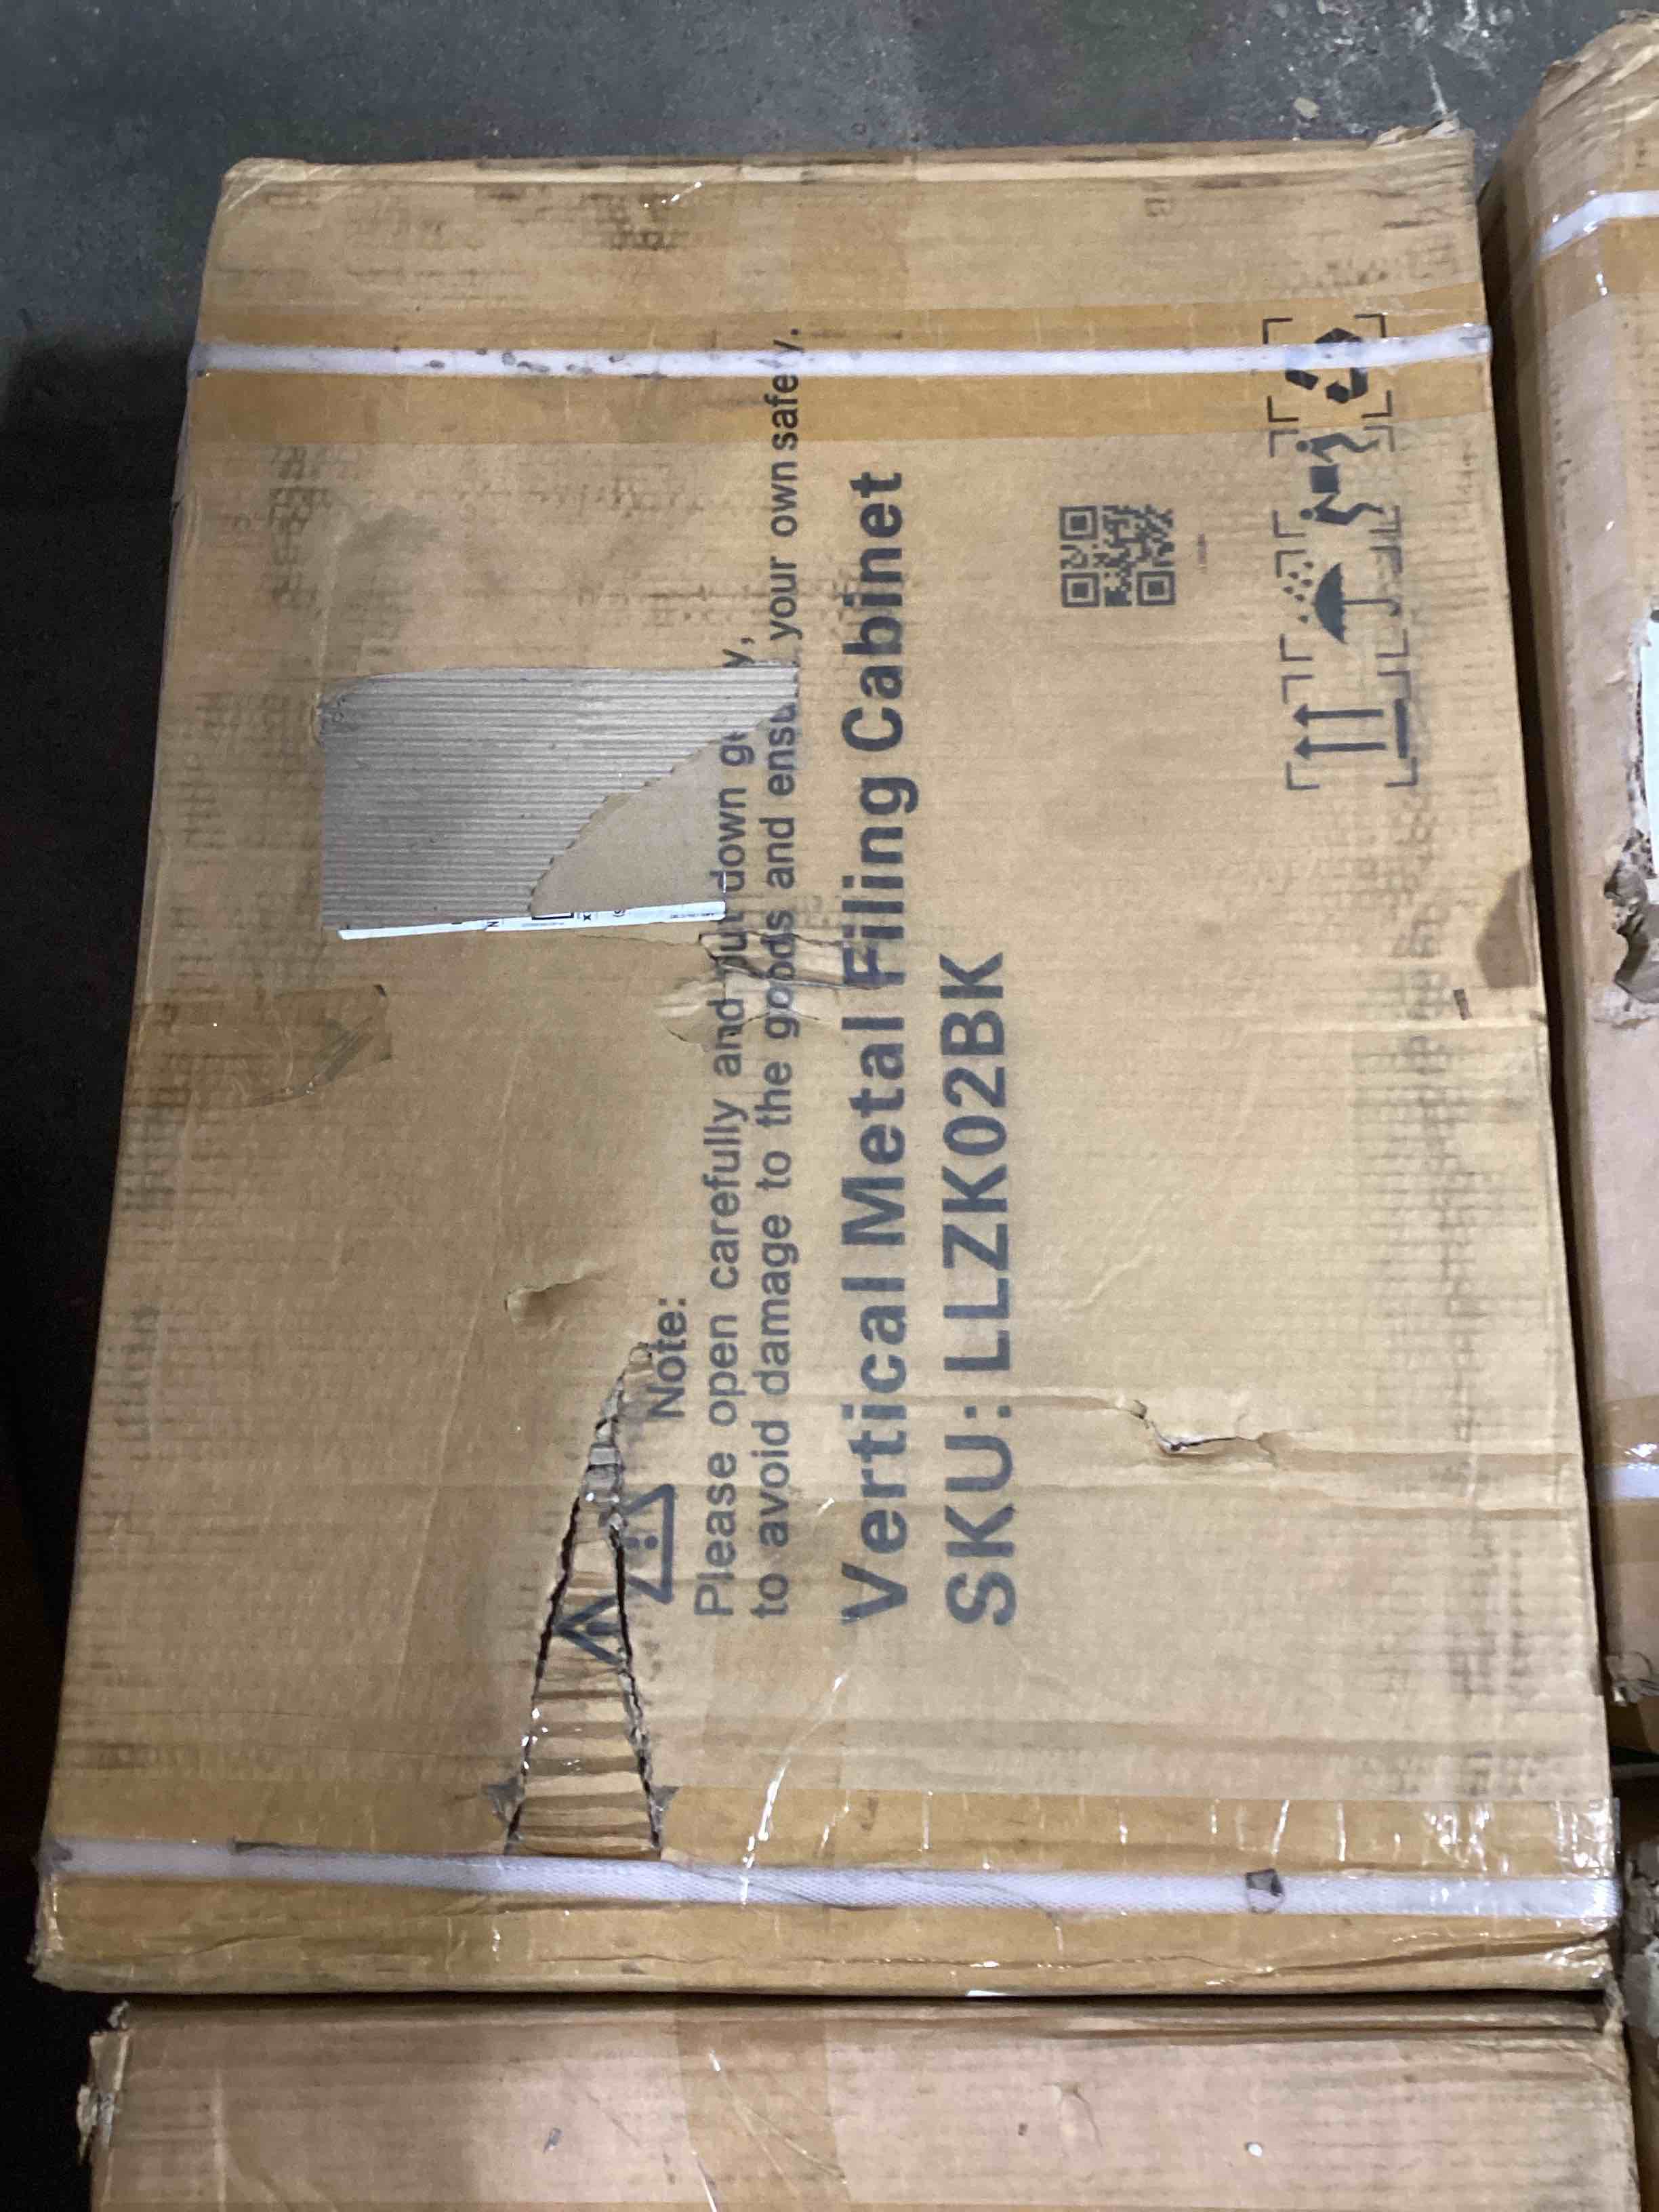 Note:
Please open carefully and put down
to avoid damage to the goods and your own safe y.
Vertical Metal Filing Cabinet
SKU: LLZK02BK